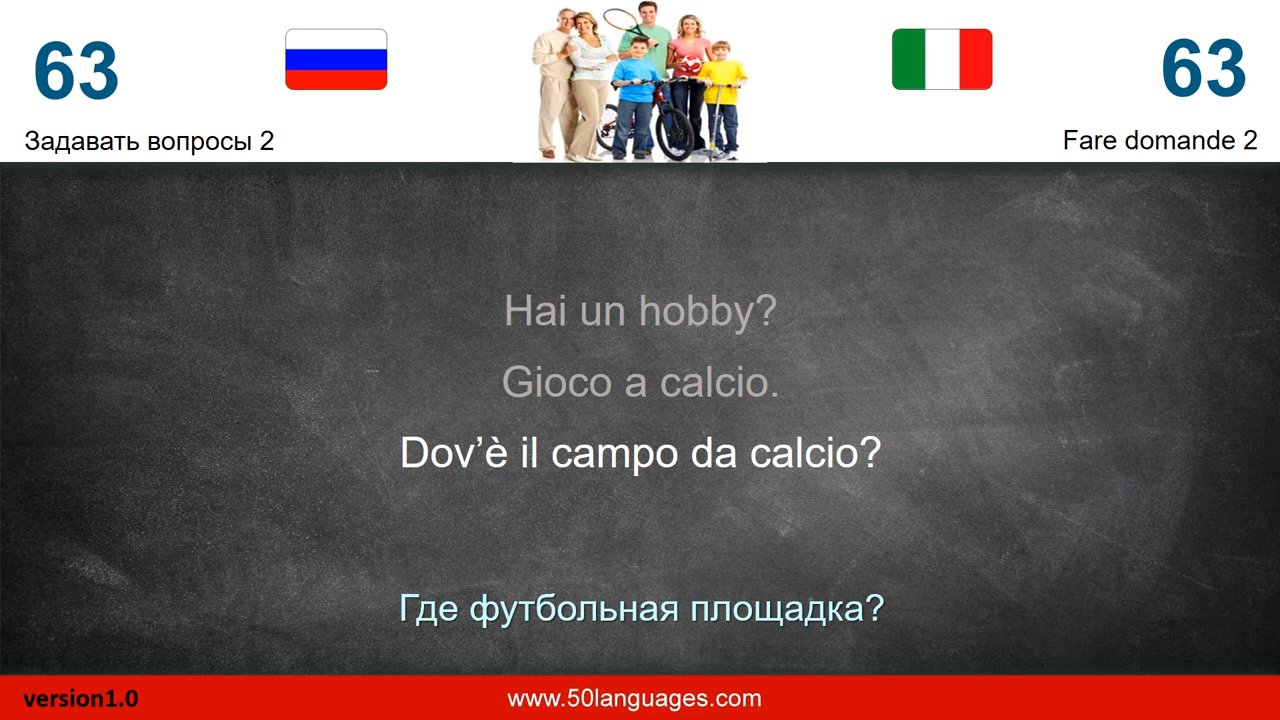 63
63
Задавать вопросы 2
Fare domande 2
Hai un hobby?
Gioco a calcio.
Dov’è il campo da calcio?
Где футбольная площадка?
version1.0
www.50languages.com